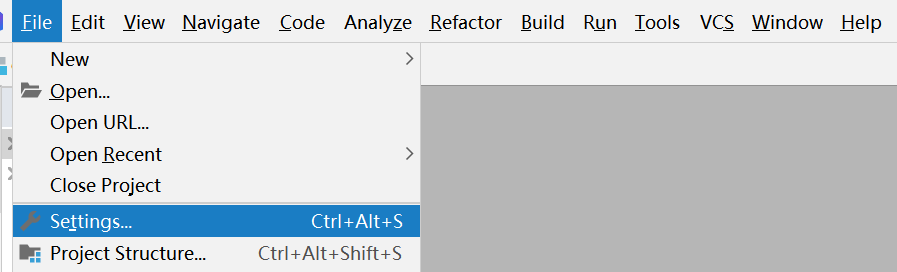 File Edit View Navigate Code Analyze Refactor Build Run Tools VCS Window Help
New
Open...
Open URL...
Open Recent
Close Project
Settings... Ctrl+Alt+S
Project Structure... Ctrl+Alt+Shift+S